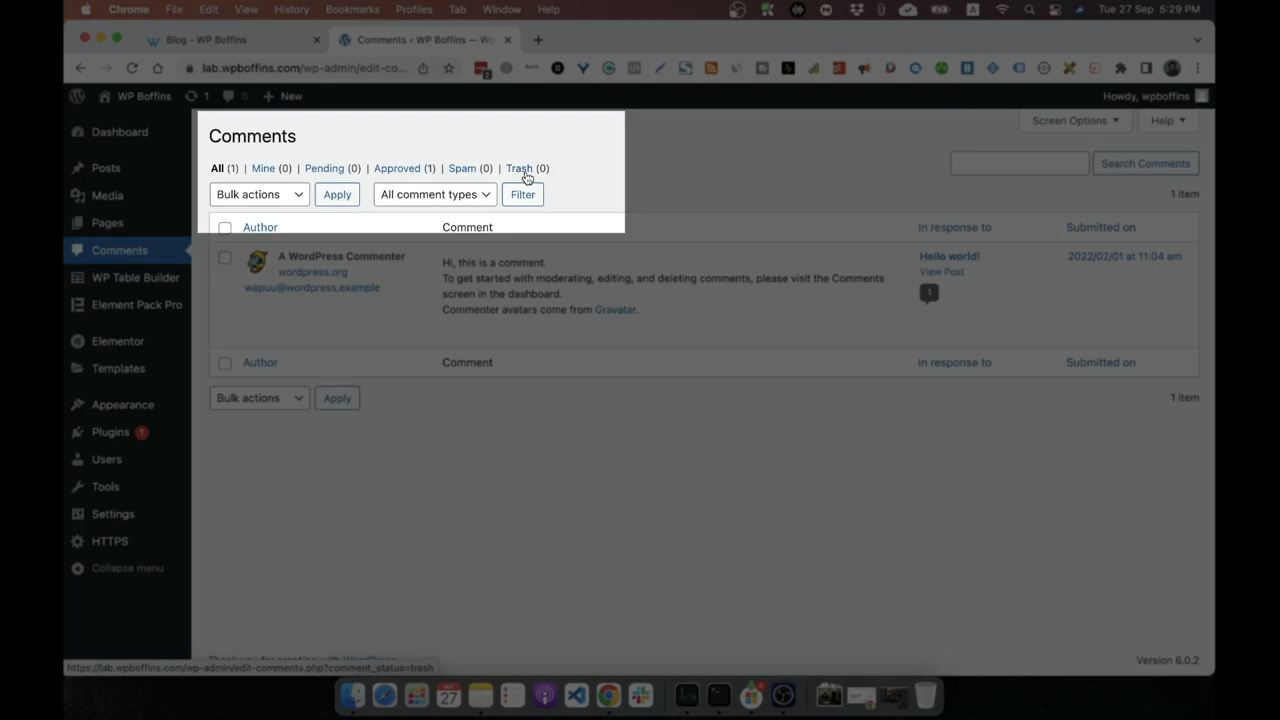 Chrome File Edit View History Bookmarks Profiles Tab Window Help A Tue 27 Sep 5:29 PM
Blog - WP Boffins
Comments ‹ WP Boffins — Wo
lab.wpboffins.com/wp-admin/edit-co...
2
WP Boffins 1 0 New Howdy, wpboffins
Screen Options Help
Dashboard
Posts
Media
Pages
Comments
WP Table Builder
Element Pack Pro
Elementor
Templates
Appearance
Plugins 1
Users
Tools
Settings
HTTPS
Collapse menu
Comments
All (1) | Mine (0) | Pending (0) | Approved (1) | Spam (0) | Trash (0)
Search Comments
Bulk actions Apply All comment types Filter 1 item
Author Comment In response to Submitted on
A WordPress Commenter
wordpress.org
wapuu@wordpress.example
Hi, this is a comment.
To get started with moderating, editing, and deleting comments, please visit the Comments
screen in the dashboard.
Commenter avatars come from Gravatar.
Hello world!
View Post
1
2022/02/01 at 11:04 am
Author Comment In response to Submitted on
Bulk actions Apply 1 item
Version 6.0.2
https://lab.wpboffins.com/wp-admin/edit-comments.php?comment_status=trash
27